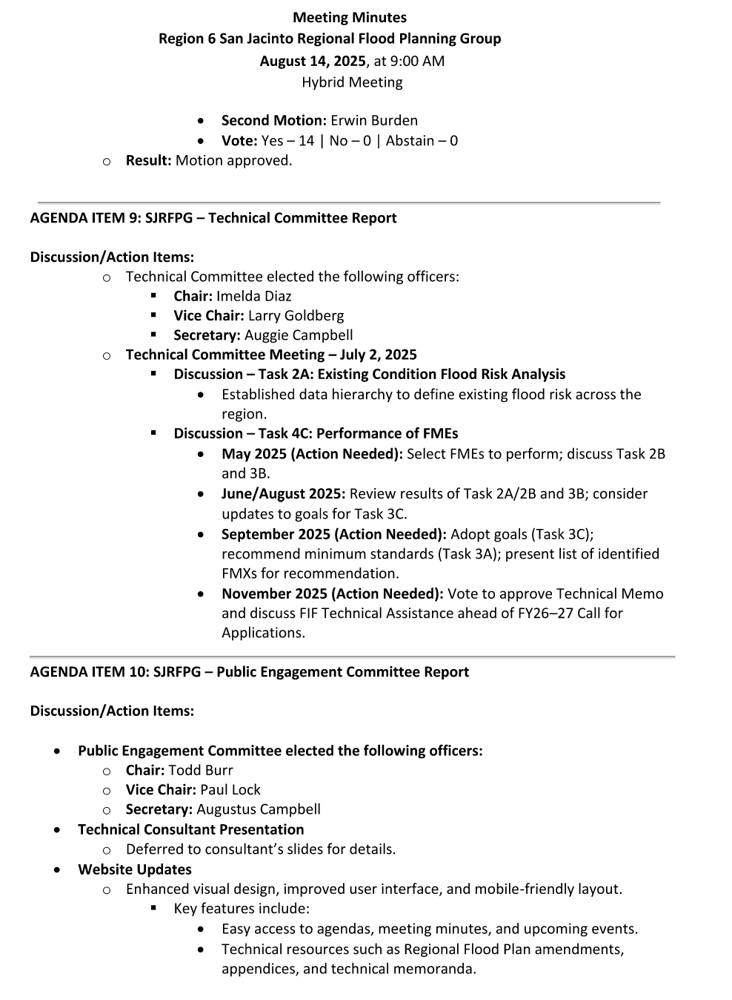 Meeting Minutes
Region 6 San Jacinto Regional Flood Planning Group
August 14, 2025, at 9:00 AM
Hybrid Meeting
• Second Motion: Erwin Burden
• Vote: Yes – 14 | No – 0 | Abstain – 0
o Result: Motion approved.
AGENDA ITEM 9: SJRFPG – Technical Committee Report
Discussion/Action Items:
o Technical Committee elected the following officers:
▪ Chair: Imelda Diaz
▪ Vice Chair: Larry Goldberg
▪ Secretary: Auggie Campbell
o Technical Committee Meeting – July 2, 2025
▪ Discussion – Task 2A: Existing Condition Flood Risk Analysis
• Established data hierarchy to define existing flood risk across the
region.
▪ Discussion – Task 4C: Performance of FMEs
• May 2025 (Action Needed): Select FMEs to perform; discuss Task 2B
and 3B.
• June/August 2025: Review results of Task 2A/2B and 3B; consider
updates to goals for Task 3C.
• September 2025 (Action Needed): Adopt goals (Task 3C);
recommend minimum standards (Task 3A); present list of identified
FMXs for recommendation.
• November 2025 (Action Needed): Vote to approve Technical Memo
and discuss FIF Technical Assistance ahead of FY26–27 Call for
Applications.
AGENDA ITEM 10: SJRFPG – Public Engagement Committee Report
Discussion/Action Items:
• Public Engagement Committee elected the following officers:
o Chair: Todd Burr
o Vice Chair: Paul Lock
o Secretary: Augustus Campbell
• Technical Consultant Presentation
o Deferred to consultant’s slides for details.
• Website Updates
o Enhanced visual design, improved user interface, and mobile-friendly layout.
▪ Key features include:
• Easy access to agendas, meeting minutes, and upcoming events.
• Technical resources such as Regional Flood Plan amendments,
appendices, and technical memoranda.